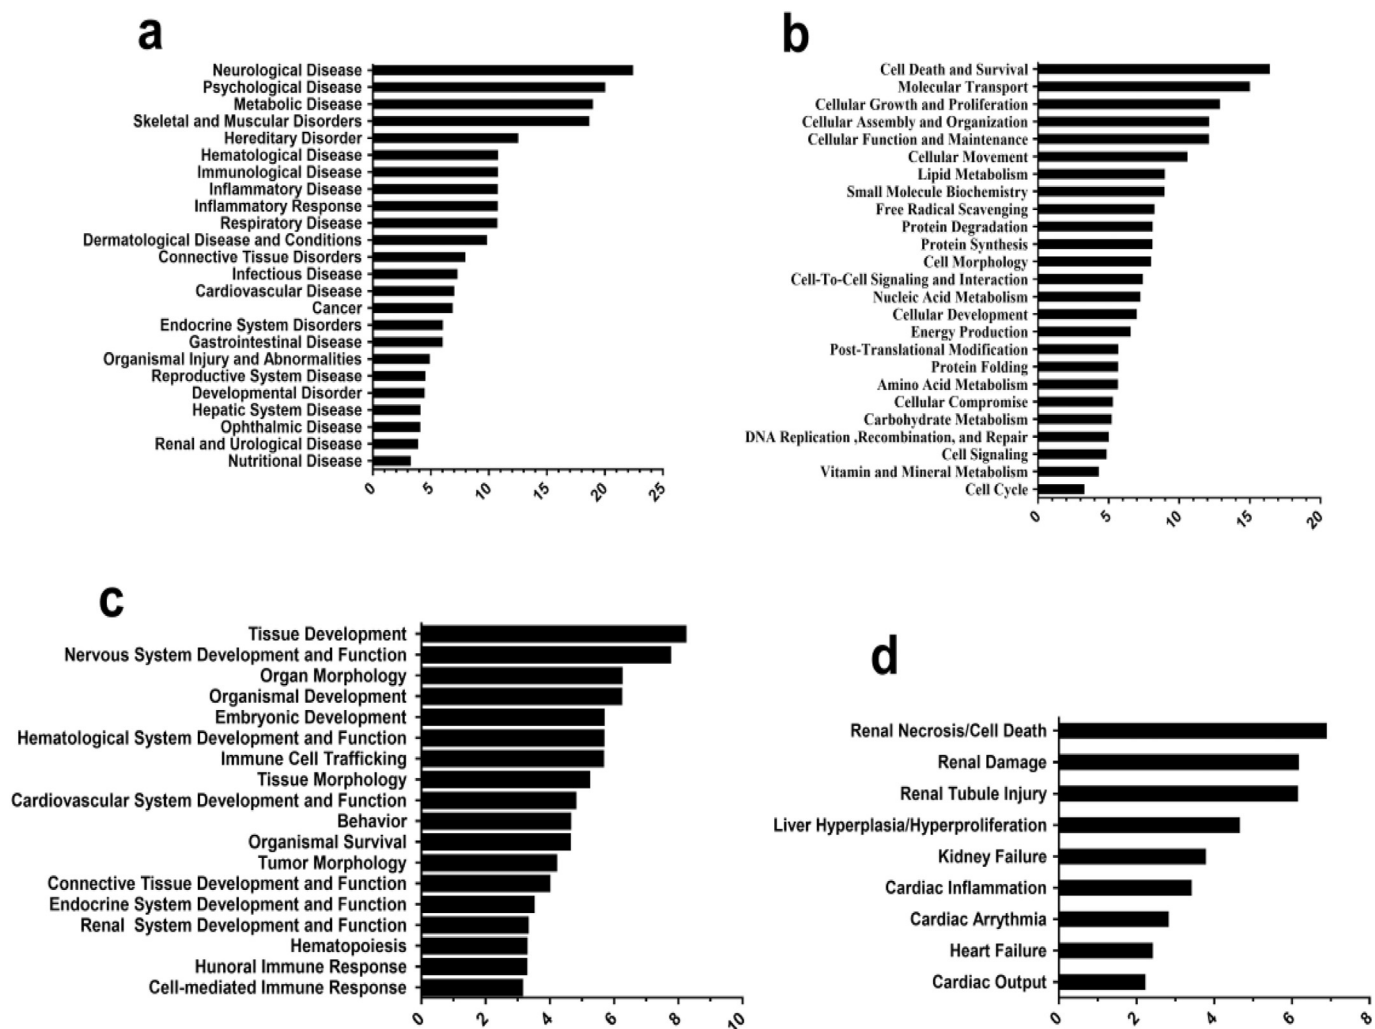 a
Neurological Disease
Psychological Disease
Metabolic Disease
Skeletal and Muscular Disorders
Hereditary Disorder
Hematological Disease
Immunological Disease
Inflammatory Disease
Inflammatory Response
Respiratory Disease
Dermatological Disease and Conditions
Connective Tissue Disorders
Infectious Disease
Cardiovascular Disease
Cancer
Endocrine System Disorders
Gastrointestinal Disease
Organismal Injury and Abnormalities
Reproductive System Disease
Developmental Disorder
Hepatic System Disease
Ophthalmic Disease
Renal and Urological Disease
Nutritional Disease
0 5 10 15 20 25
b
Cell Death and Survival
Molecular Transport
Cellular Growth and Proliferation
Cellular Assembly and Organization
Cellular Function and Maintenance
Cellular Movement
Lipid Metabolism
Small Molecule Biochemistry
Free Radical Scavenging
Protein Degradation
Protein Synthesis
Cell Morphology
Cell-To-Cell Signaling and Interaction
Nucleic Acid Metabolism
Cellular Development
Energy Production
Post-Translational Modification
Protein Folding
Amino Acid Metabolism
Cellular Compromise
Carbohydrate Metabolism
DNA Replication ,Recombination, and Repair
Cell Signaling
Vitamin and Mineral Metabolism
Cell Cycle
0 5 10 15 20
c
Tissue Development
Nervous System Development and Function
Organ Morphology
Organismal Development
Embryonic Development
Hematological System Development and Function
Immune Cell Trafficking
Tissue Morphology
Cardiovascular System Development and Function
Behavior
Organismal Survival
Tumor Morphology
Connective Tissue Development and Function
Endocrine System Development and Function
Renal System Development and Function
Hematopoiesis
Hunoral Immune Response
Cell-mediated Immune Response
0 2 4 6 8 10
d
Renal Necrosis/Cell Death
Renal Damage
Renal Tubule Injury
Liver Hyperplasia/Hyperproliferation
Kidney Failure
Cardiac Inflammation
Cardiac Arrythmia
Heart Failure
Cardiac Output
0 2 4 6 8